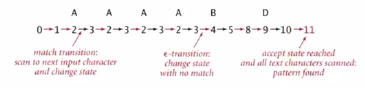 A A A A B D
0→1→2→3→2→3→2→3→2→3→4→5→8→9→10→11
match transition:
scan to next input character
and change state
ϵ-transition:
change state
with no match
accept state reached
and all text characters scanned:
pattern found